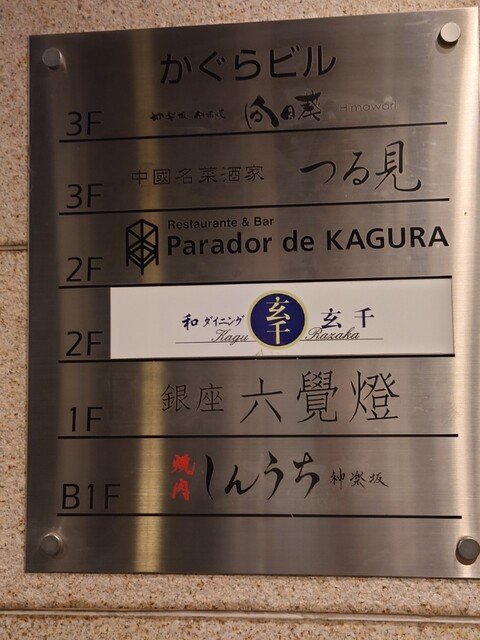 かぐらビル
3F 向日葵 Himawari
3F 中國名菜酒家 つる見
2F Restaurante & Bar
Parador de KAGURA
2F 和ダイニング 玄千 玄千
Kagu Razaka
1F 銀座 六覺燈
B1F 焼肉 しんうち 神楽坂